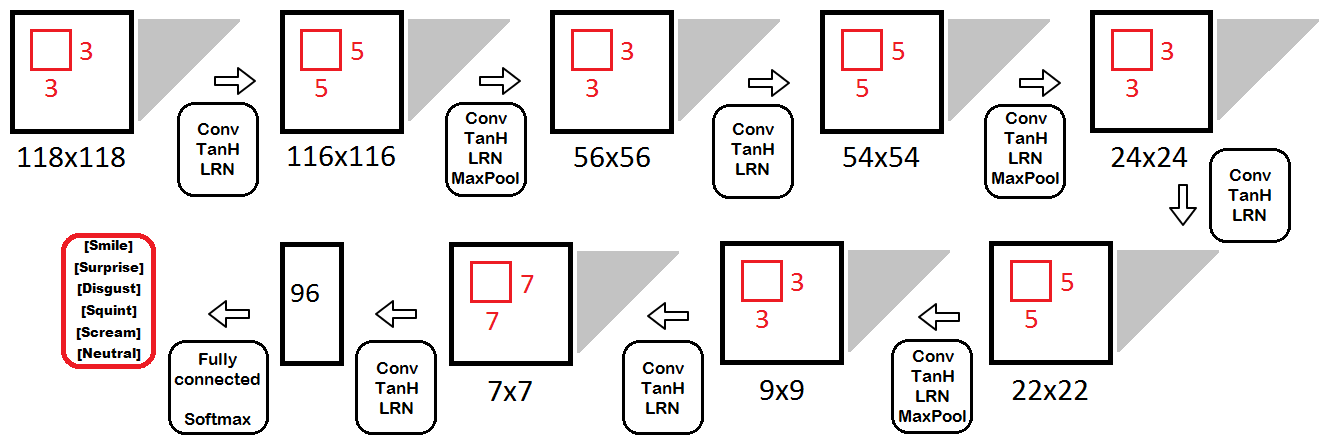 3
3
118x118
Conv
TanH
LRN
5
5
116x116
Conv
TanH
LRN
MaxPool
3
3
56x56
Conv
TanH
LRN
5
5
54x54
Conv
TanH
LRN
MaxPool
3
3
24x24
Conv
TanH
LRN
5
5
22x22
Conv
TanH
LRN
MaxPool
3
3
9x9
Conv
TanH
LRN
7
7
7x7
Conv
TanH
LRN
96
Fully
connected
Softmax
[Smile]
[Surprise]
[Disgust]
[Squint]
[Scream]
[Neutral]